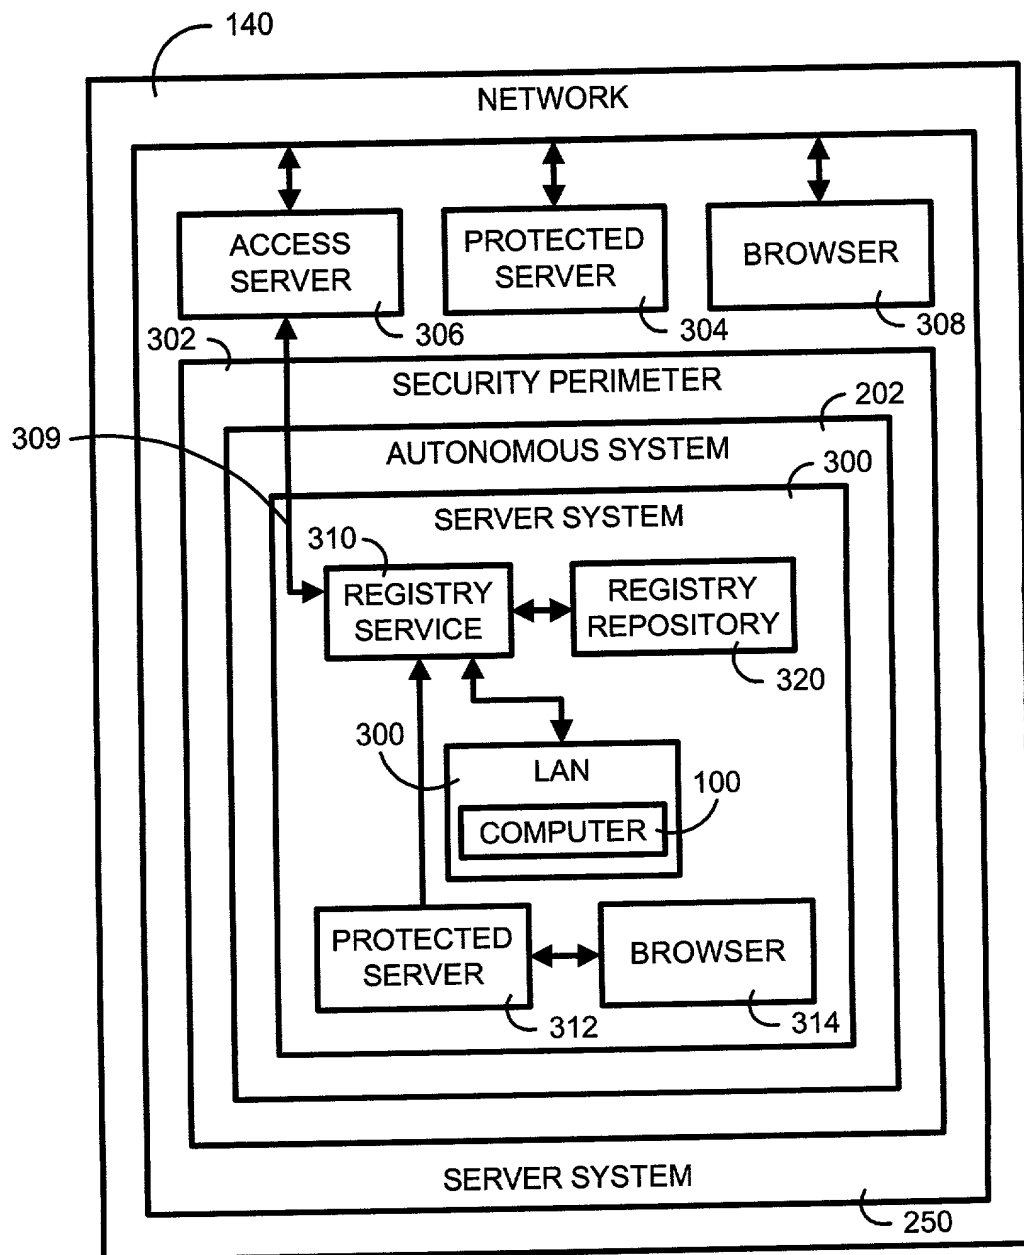 140
NETWORK
ACCESS
SERVER
306
PROTECTED
SERVER
304
BROWSER
308
302
SECURITY PERIMETER
202
AUTONOMOUS SYSTEM
309
300
SERVER SYSTEM
310
REGISTRY
SERVICE
REGISTRY
REPOSITORY
320
300
LAN
100
COMPUTER
PROTECTED
SERVER
312
BROWSER
314
SERVER SYSTEM
250